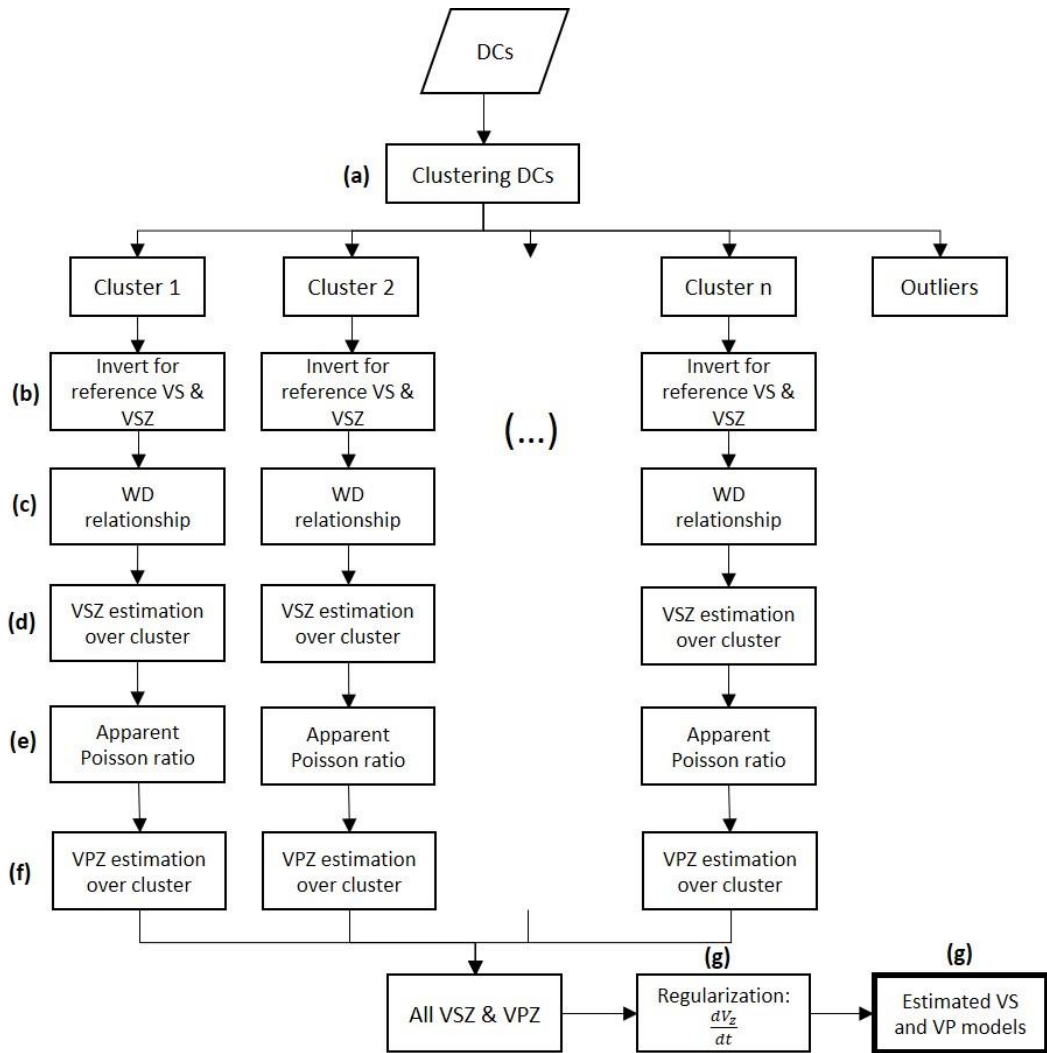 DCs
(a)
Clustering DCs
Cluster 1
Cluster 2
Cluster n
Outliers
(b)
Invert for
reference VS &
VSZ
Invert for
reference VS &
VSZ
(...)
Invert for
reference VS &
VSZ
(c)
WD
relationship
WD
relationship
WD
relationship
(d)
VSZ estimation
over cluster
VSZ estimation
over cluster
VSZ estimation
over cluster
(e)
Apparent
Poisson ratio
Apparent
Poisson ratio
Apparent
Poisson ratio
(f)
VPZ estimation
over cluster
VPZ estimation
over cluster
VPZ estimation
over cluster
All VSZ & VPZ
(g)
Regularization:
dV_z
dt
(g)
Estimated VS
and VP models